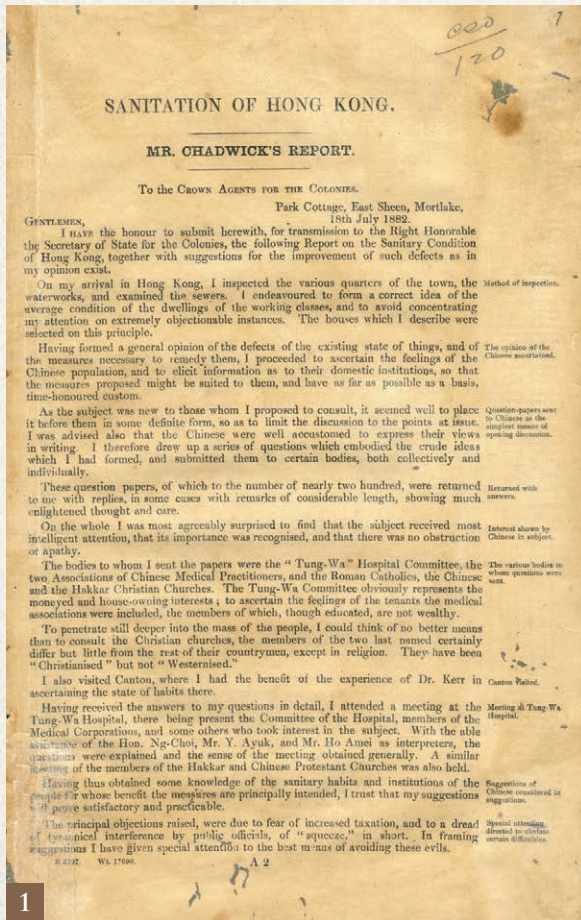 7
120
SANITATION OF HONG KONG.
MR. CHADWICK'S REPORT.
To the CROWN AGENTS FOR THE COLONIES.
Park Cottage, East Sheen, Mortlake,
18th July 1882.
GENTLEMEN,
I HAVE the honour to submit herewith, for transmission to the Right Honorable
the Secretary of State for the Colonies, the following Report on the Sanitary Condition
of Hong Kong, together with suggestions for the improvement of such defects as in
my opinion exist.
On my arrival in Hong Kong, I inspected the various quarters of the town, the
Method of inspection.
waterworks, and examined the sewers. I endeavoured to form a correct idea of the
average condition of the dwellings of the working classes, and to avoid concentrating
my attention on extremely objectionable instances. The houses which I describe were
selected on this principle.
Having formed a general opinion of the defects of the existing state of things, and of
the measures necessary to remedy them, I proceeded to ascertain the feelings of the
Chinese population, and to elicit information as to their domestic institutions, so that
the measures proposed might be suited to them, and have as far as possible as a basis,
time-honoured custom.
The opinion of the
Chinese ascertained.
As the subject was new to those whom I proposed to consult, it seemed well to place
it before them in some definite form, so as to limit the discussion to the points at issue.
I was advised also that the Chinese were well accustomed to express their views
in writing. I therefore drew up a series of questions which embodied the crude ideas
which I had formed, and submitted them to certain bodies, both collectively and
individually.
Question-papers sent
to Chinese as the
simplest means of
opening discussion.
These question papers, of which to the number of nearly two hundred, were returned
to me with replies, in some cases with remarks of considerable length, showing much
enlightened thought and care.
Returned with
answers.
On the whole I was most agreeably surprised to find that the subject received most
intelligent attention, that its importance was recognised, and that there was no obstruction
or apathy.
Interest shown by
Chinese in subject.
The bodies to whom I sent the papers were the "Tung-Wa" Hospital Committee, the
two Associations of Chinese Medical Practitioners, and the Roman Catholics, the Chinese
and the Hakkar Christian Churches. The Tung-Wa Committee obviously represents the
moneyed and house-owning interests; to ascertain the feelings of the tenants the medical
associations were included, the members of which, though educated, are not wealthy.
The various bodies to
whom questions were
sent.
To penetrate still deeper into the mass of the people, I could think of no better means
than to consult the Christian churches, the members of the two last named certainly
differ but little from the rest of their countrymen, except in religion. They have been
"Christianised" but not "Westernised."
I also visited Canton, where I had the benefit of the experience of Dr. Kerr in
ascertaining the state of habits there.
Canton visited.
Having received the answers to my questions in detail, I attended a meeting at the
Tung-Wa Hospital, there being present the Committee of the Hospital, members of the
Medical Corporations, and some others who took interest in the subject. With the able
assistance of the Hon. Ng-Choi, Mr. Y. Ayuk, and Mr. Ho Amei as interpreters, the
questions were explained and the sense of the meeting obtained generally. A similar
meeting of the members of the Hakkar and Chinese Protestant Churches was also held.
Meeting at Tung-Wa
Hospital.
Having thus obtained some knowledge of the sanitary habits and institutions of the
people for whose benefit the measures are principally intended, I trust that my suggestions
will prove satisfactory and practicable.
Suggestions of
Chinese considered in
suggestions.
The principal objections raised, were due to fear of increased taxation, and to a dread
of tyrannical interference by public officials, of "squeeze," in short. In framing
suggestions I have given special attention to the best means of avoiding these evils.
Special attention
directed to obviate
certain difficulties.
Wt. 17690.
A 2
1